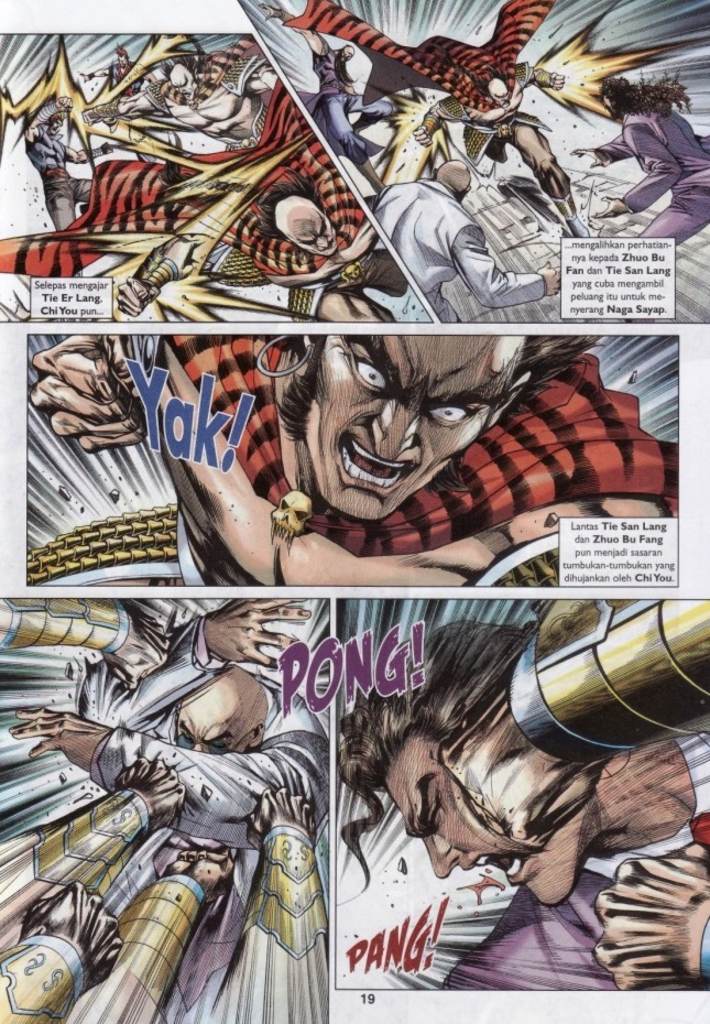 Selepas mengajar
Tie Er Lang,
Chi You pun...
...mengalihkan perhatian-
nya kepada Zhuo Bu
Fan dan Tie San Lang
yang cuba mengambil
peluang itu untuk me-
nyerang Naga Sayap.
Yak!
Lantas Tie San Lang
dan Zhuo Bu Fang
pun menjadi sasaran
tumbukan-tumbukan yang
dihujankan oleh Chi You.
PONG!
PANG!
19